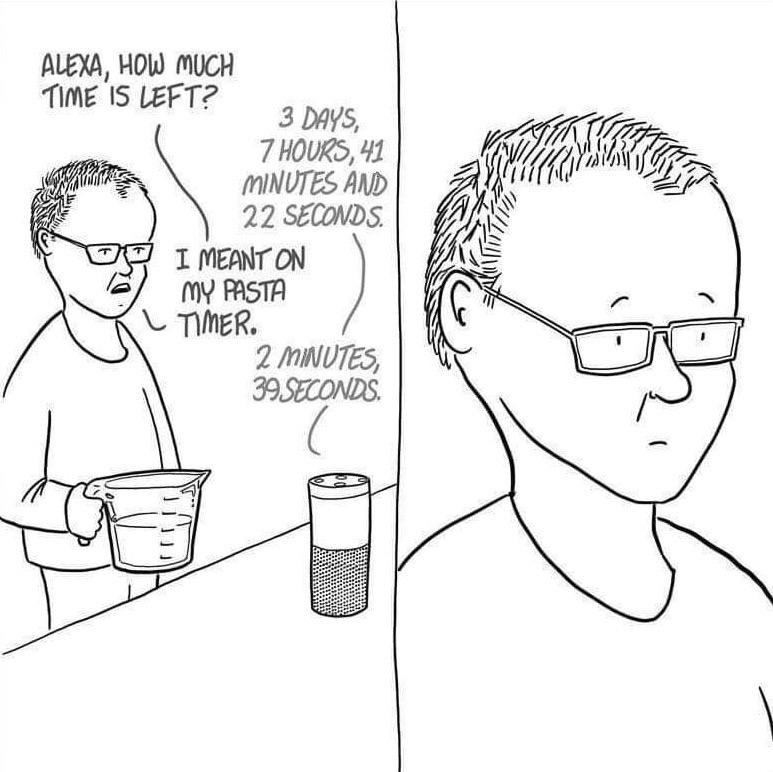 ALEXA, HOW MUCH
TIME IS LEFT?
3 DAYS,
7 HOURS, 41
MINUTES AND
22 SECONDS.
I MEANT ON
MY PASTA
TIMER.
2 MINUTES,
39 SECONDS.